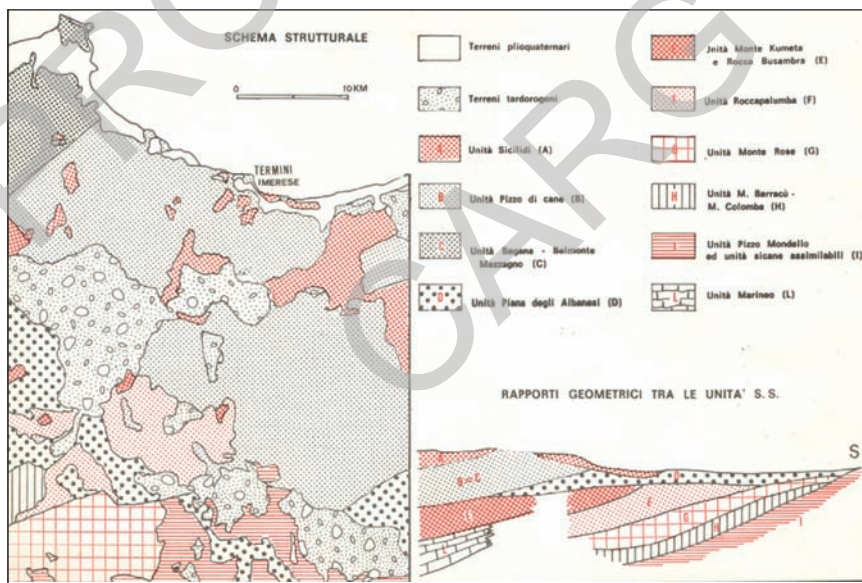 SCHEMA STRUTTURALE
0 10 KM
TERMINI
IMERESE
Terreni plioquaternari
Terreni tardorogeni
A Unità Sicilidi (A)
B Unità Pizzo di cane (B)
C Unità Bagana - Belmonte
Mezzagno (C)
D Unità Piana degli Albanesi (D)
Unità Monte Kumeta
e Rocca Busambra (E)
F Unità Roccapalumba (F)
G Unità Monte Rose (G)
H Unità M. Barracù -
M. Colomba (H)
I Unità Pizzo Mondello
ed unità sicane assimilabili (I)
L Unità Marineo (L)
RAPPORTI GEOMETRICI TRA LE UNITA' S.S.
S
A
B=C
D
E
F
G
H
I
L
CARG